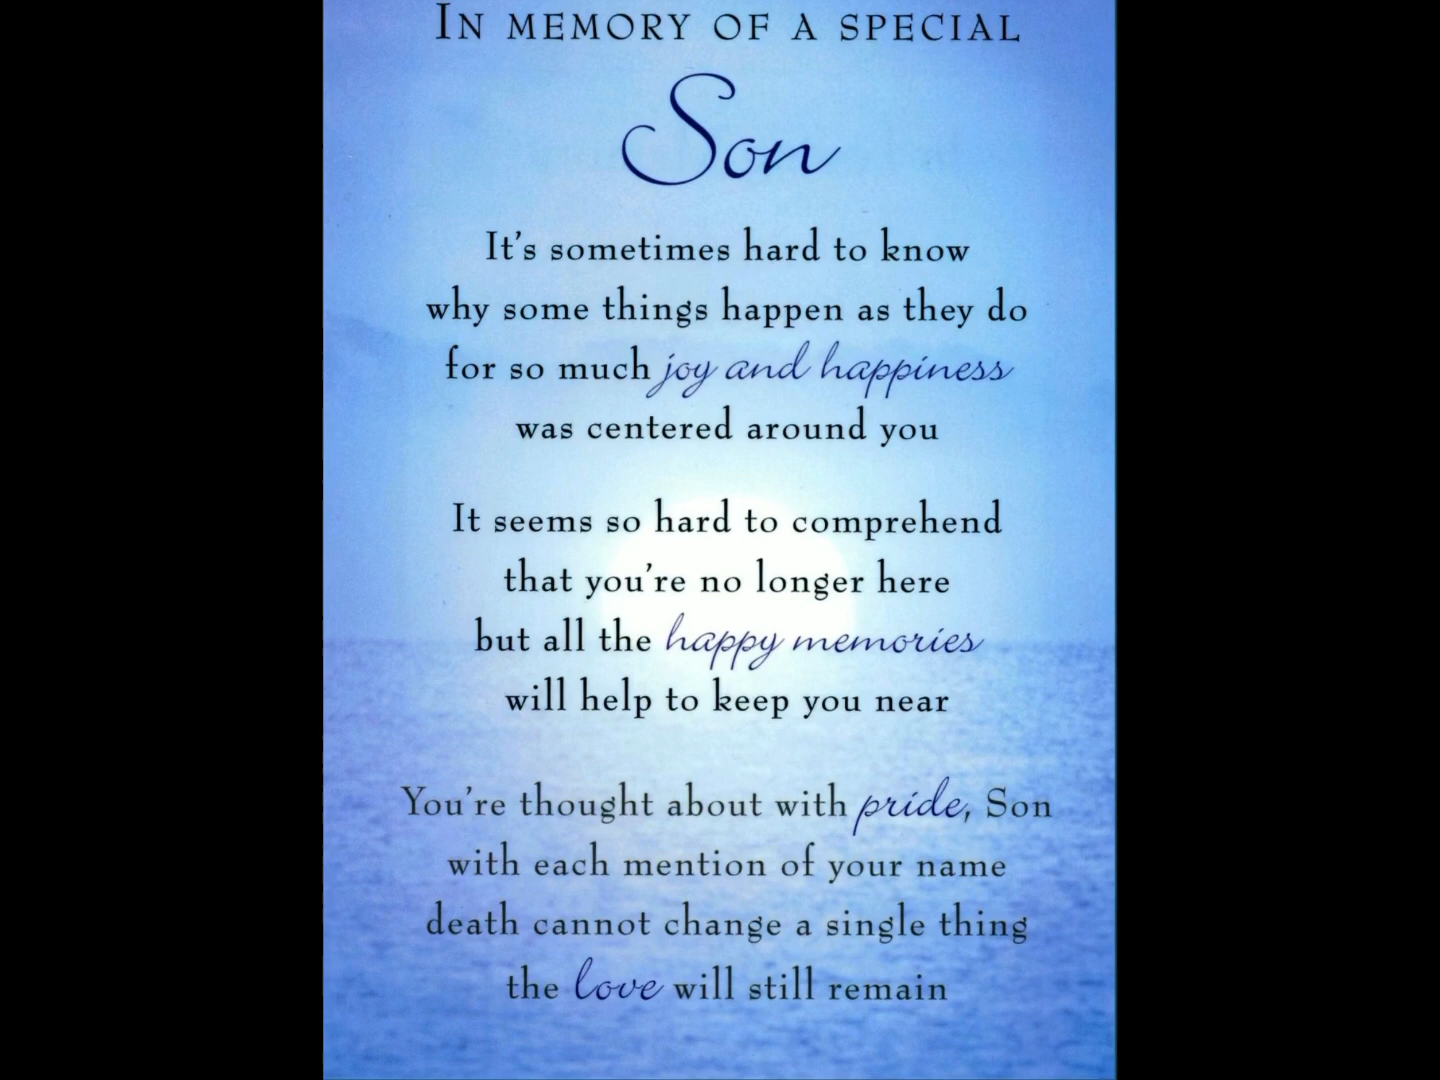 In memory of a special
Son
It's sometimes hard to know
why some things happen as they do
for so much joy and happiness
was centered around you
It seems so hard to comprehend
that you're no longer here
but all the happy memories
will help to keep you near
You're thought about with pride, Son
with each mention of your name
death cannot change a single thing
the love will still remain